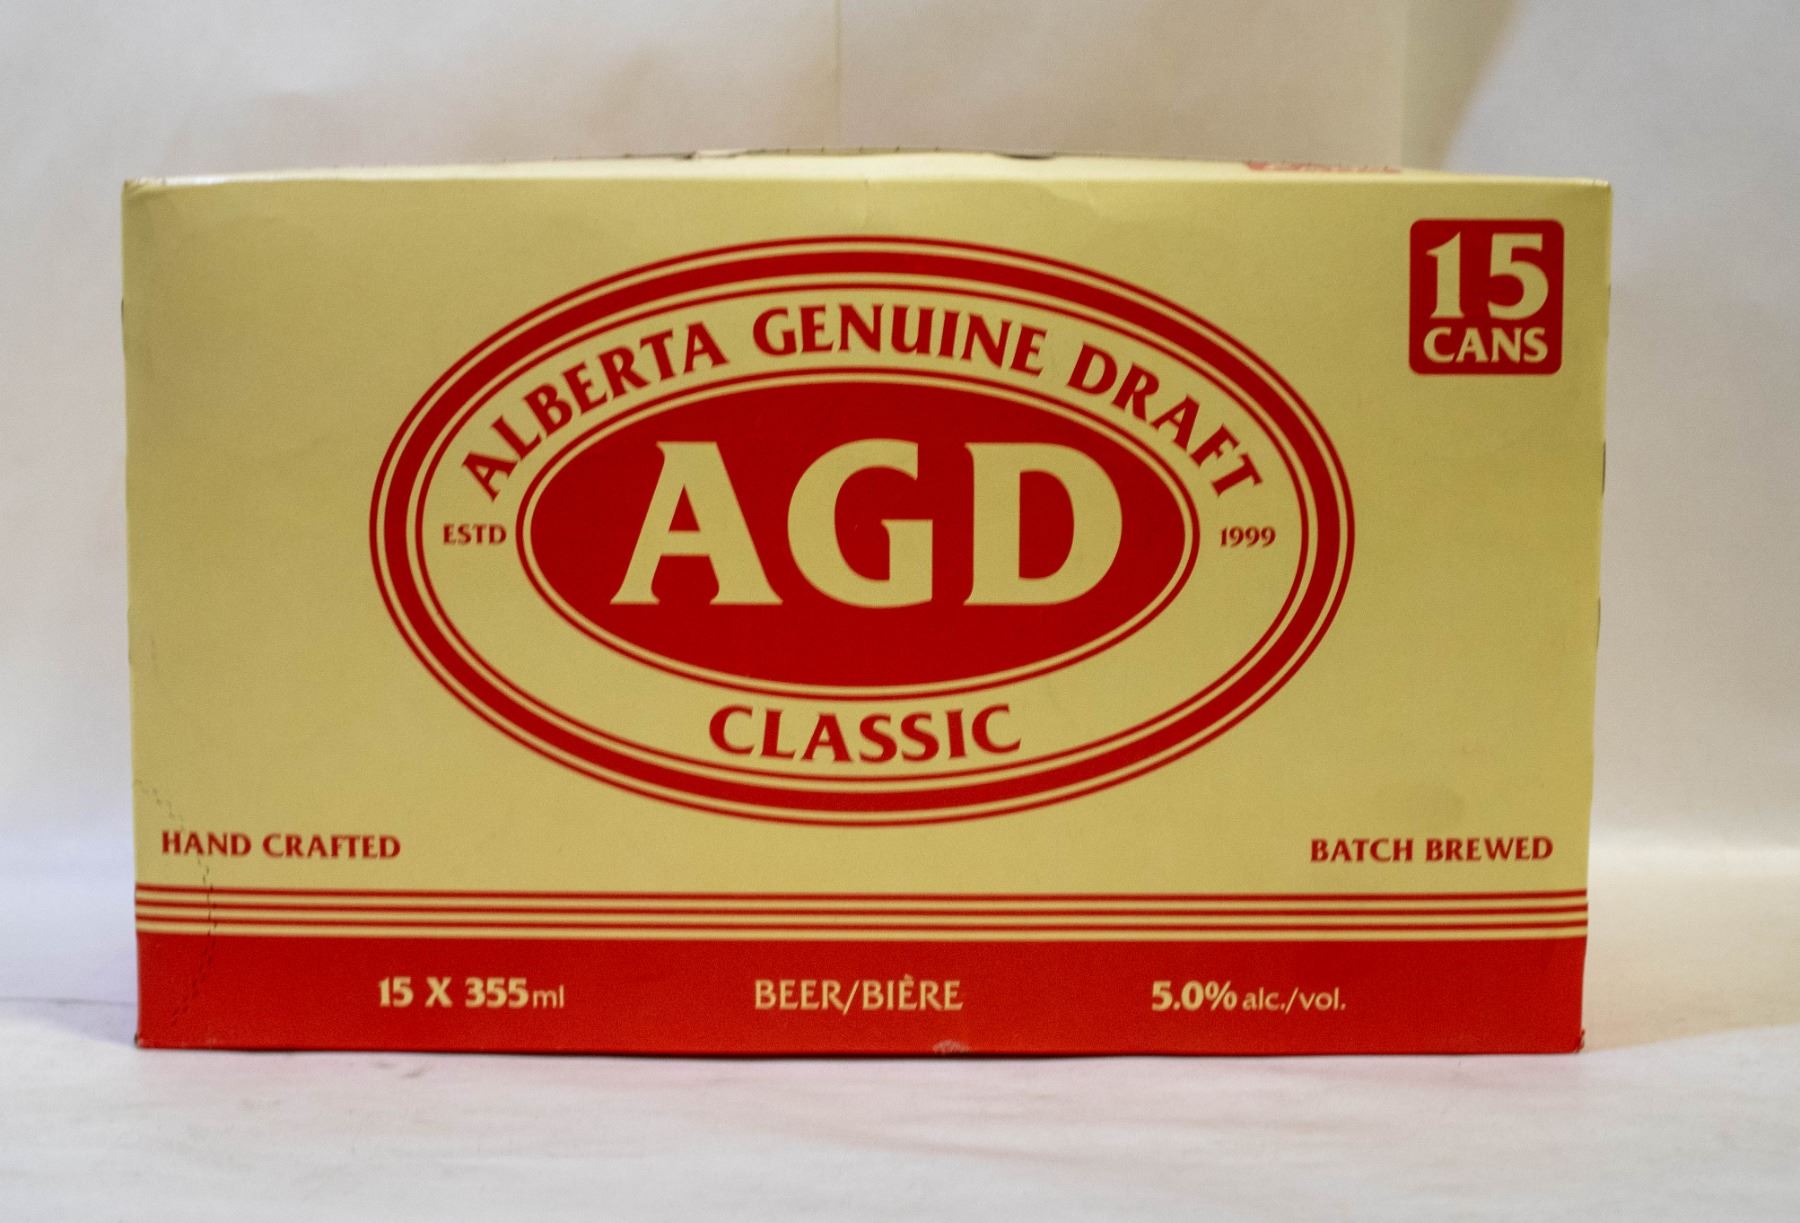 15
CANS
ALBERTA GENUINE DRAFT
ESTD
AGD
1999
CLASSIC
HAND CRAFTED
BATCH BREWED
15 X 355ml
BEER/BIÈRE
5.0% alc./vol.